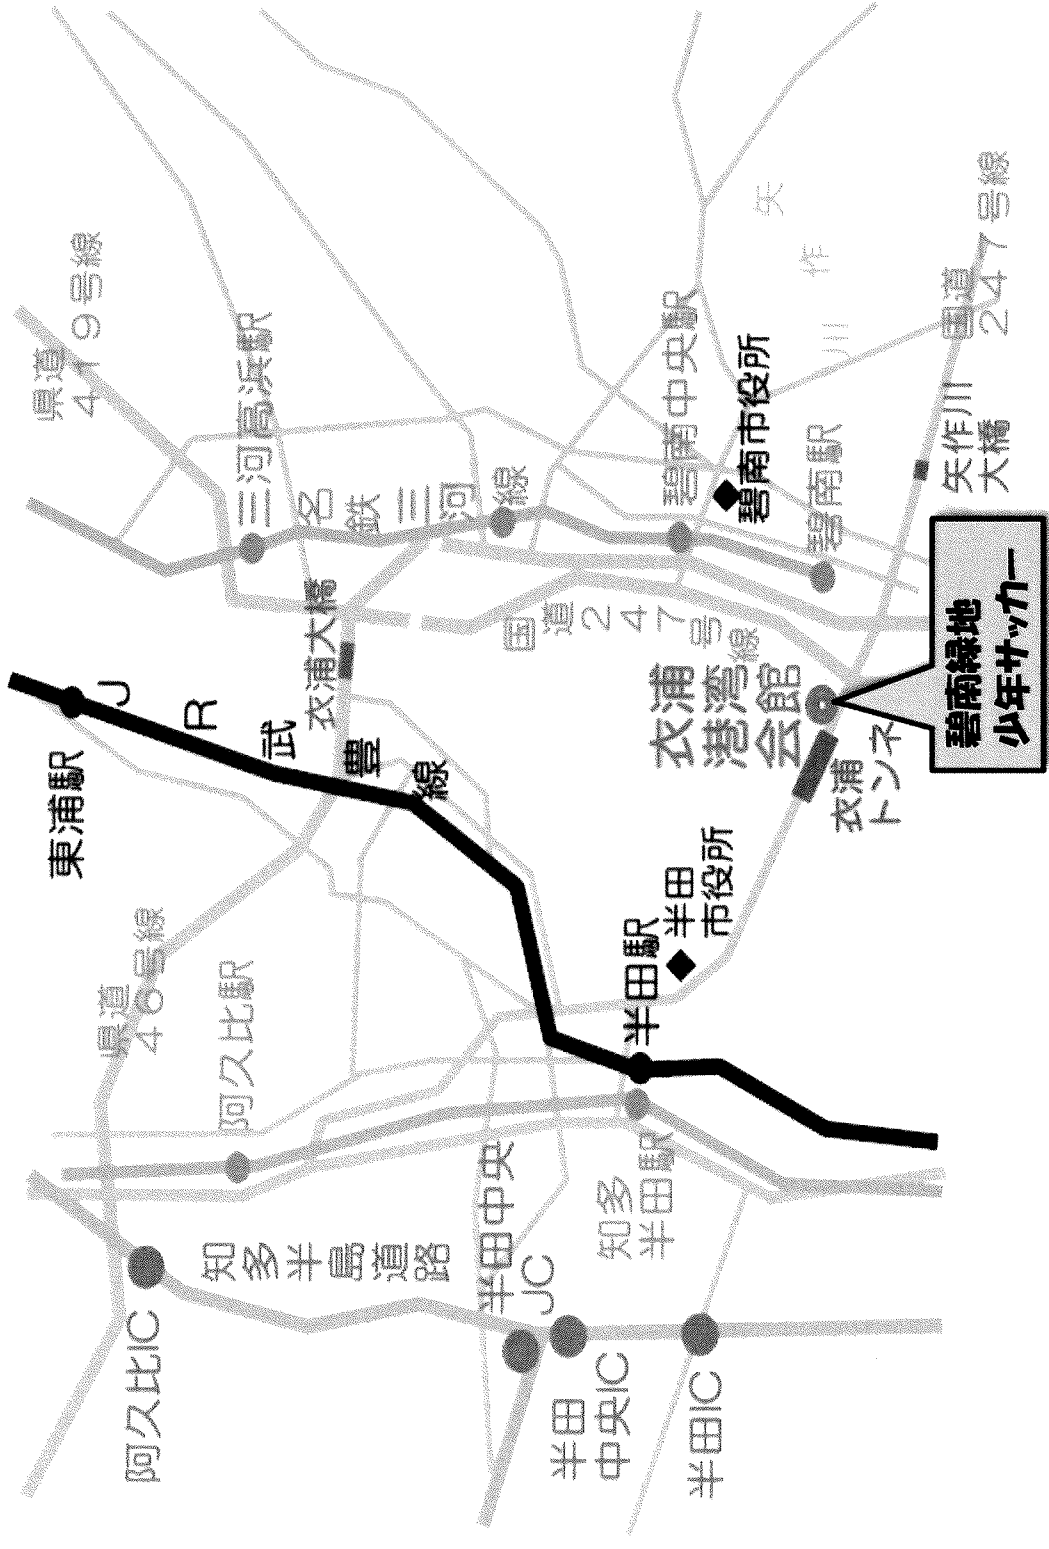 阿久比IC
県道
46号線
東浦駅
県道
419号線
阿久比駅
JR武豊線
三河高浜駅
名鉄三河線
知多半島道路
衣浦大橋
半田中央
JC
国道247号線
半田
中央IC
知多
半田駅
半田駅
半田
市役所
衣浦
港湾
会館
碧南中央駅
碧南市役所
矢作川
半田IC
衣浦
トンネ
碧南駅
矢作川
大橋
国道
247号線
碧南緑地
少年サッカー